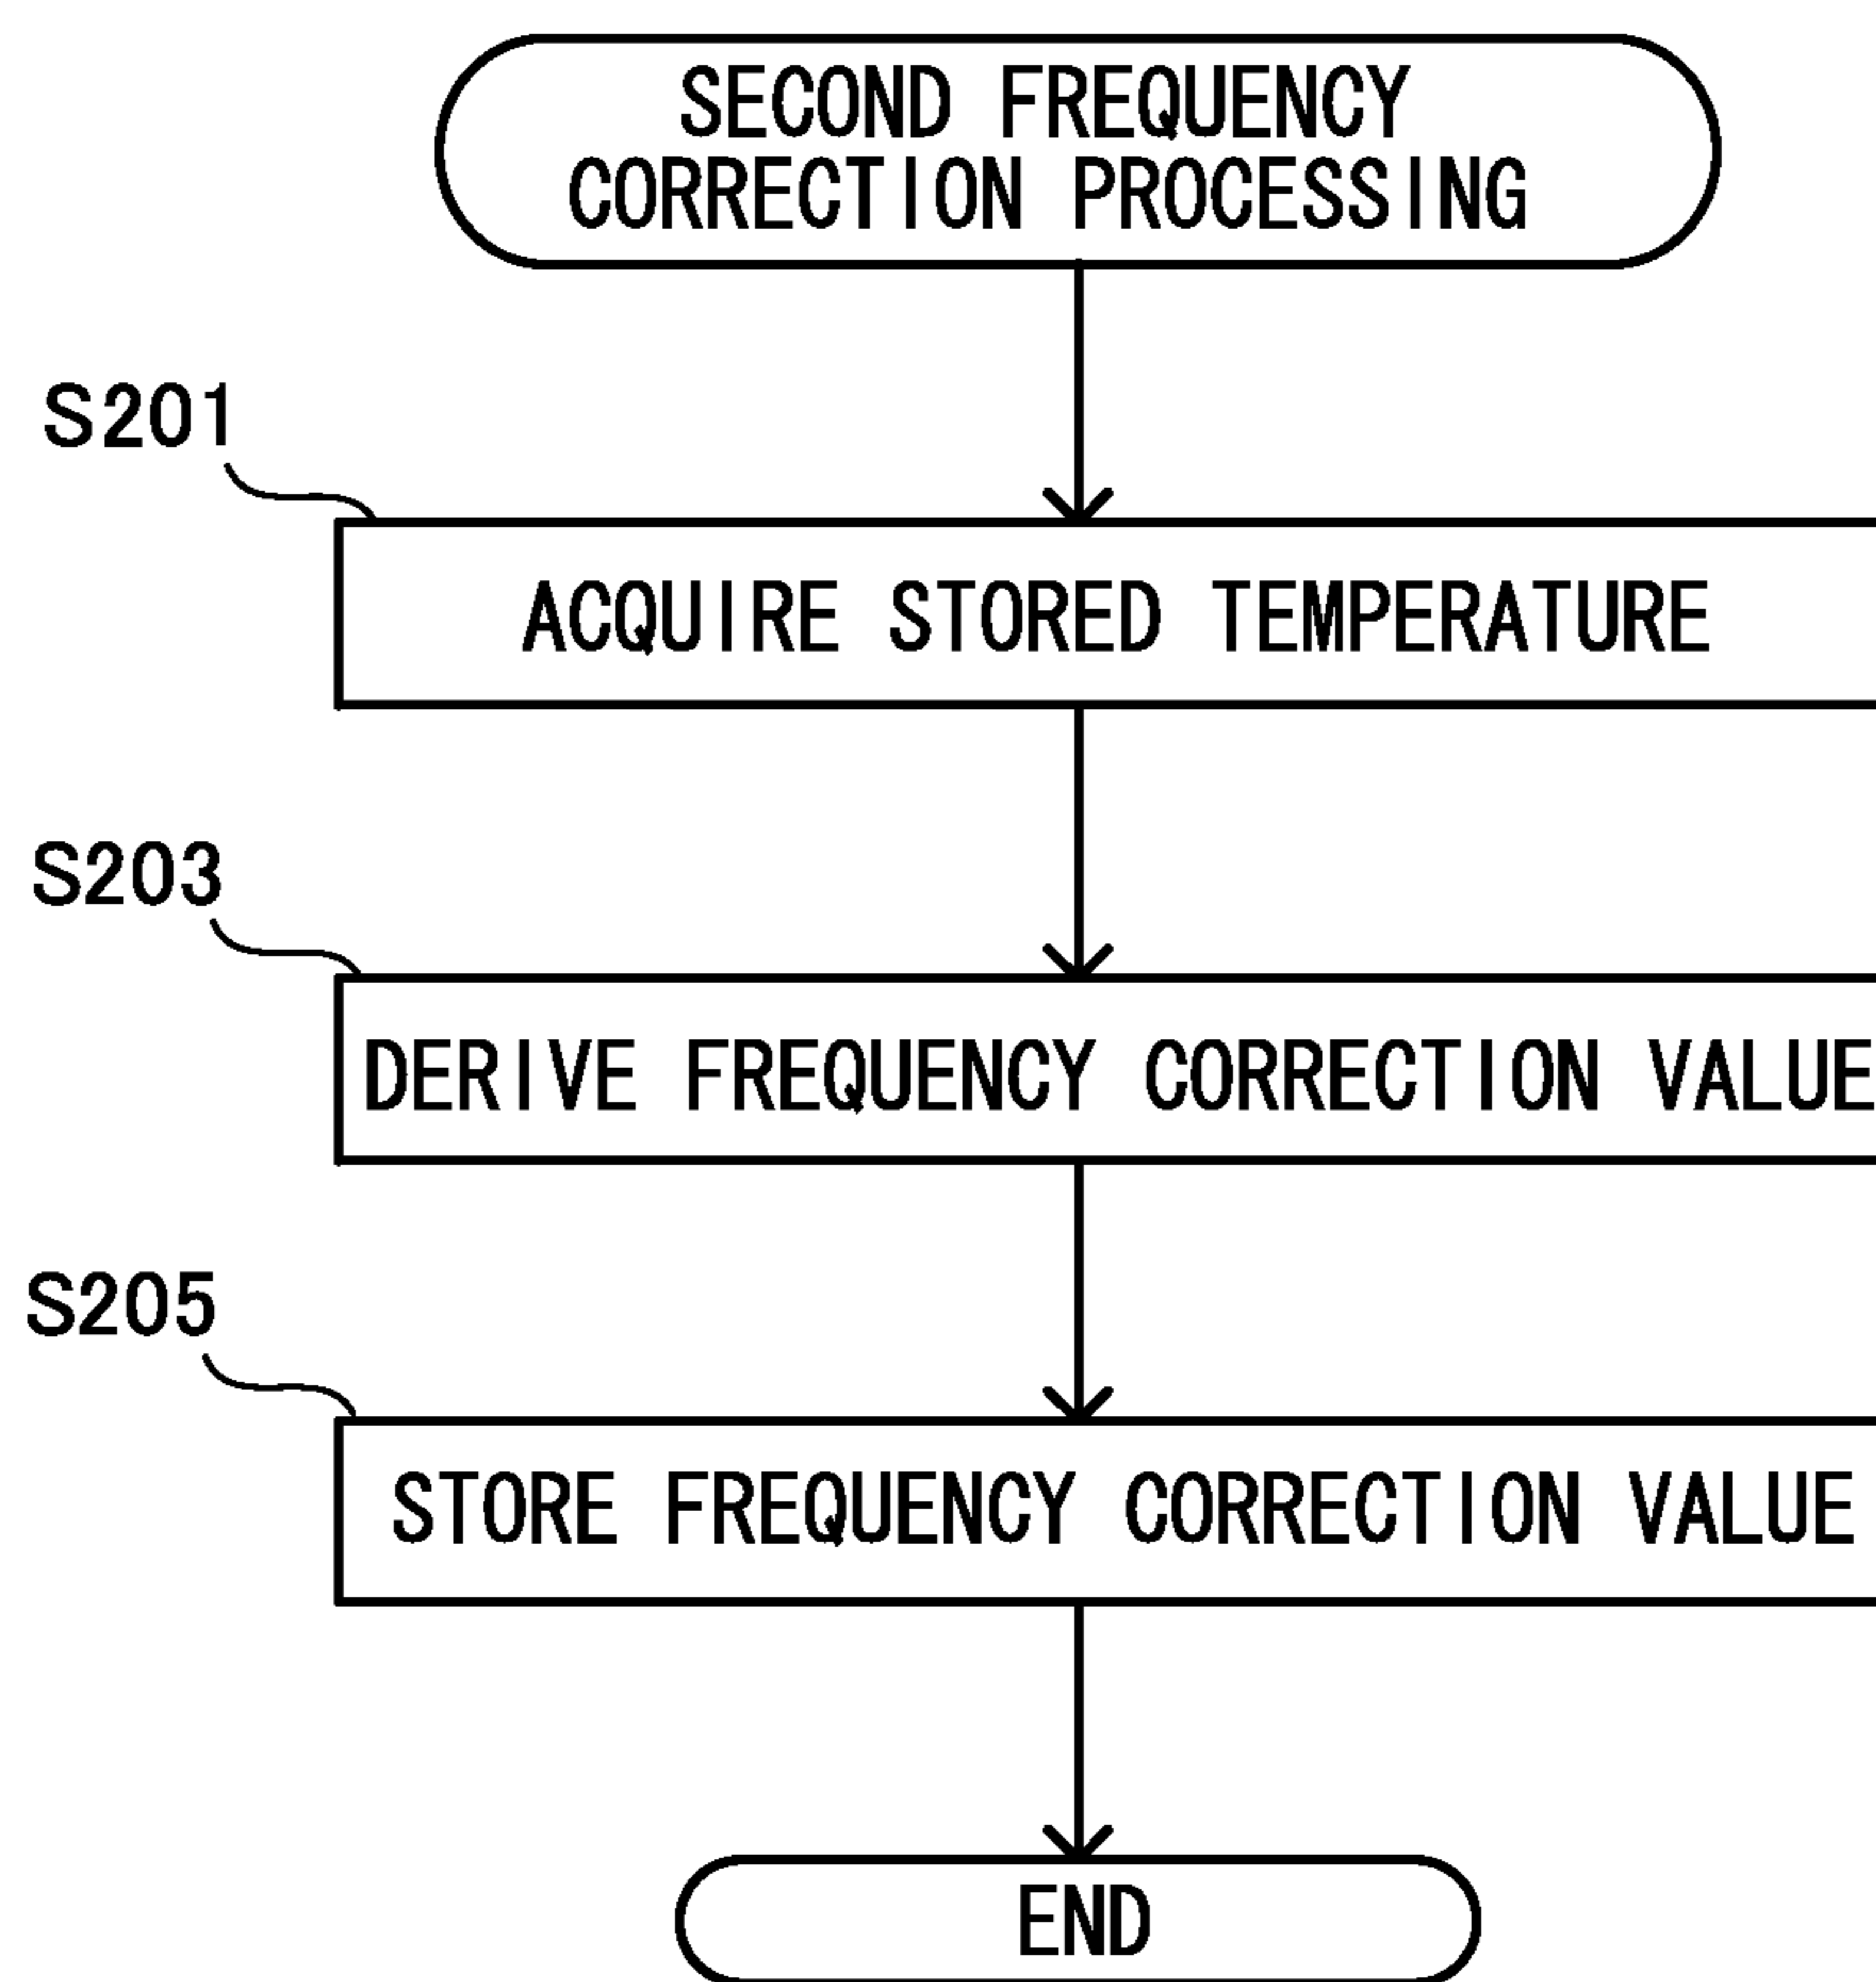 SECOND FREQUENCY
CORRECTION PROCESSING
S201
ACQUIRE STORED TEMPERATURE
S203
DERIVE FREQUENCY CORRECTION VALUE
S205
STORE FREQUENCY CORRECTION VALUE
END